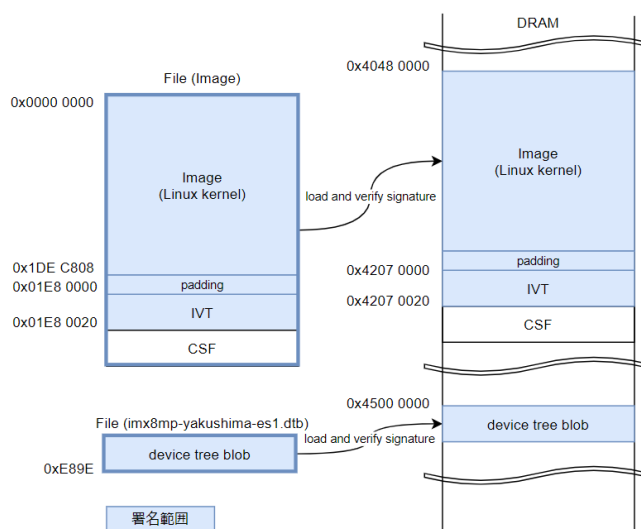 DRAM
File (Image)
0x4048 0000
0x0000 0000
Image
(Linux kernel)
Image
(Linux kernel)
load and verify signature
0x1DE C808
padding
0x01E8 0000
padding
0x4207 0000
IVT
IVT
0x4207 0020
0x01E8 0020
CSF
CSF
0x4500 0000
File (imx8mp-yakushima-es1.dtb)
load and verify signature
device tree blob
device tree blob
0xE89E
署名範囲